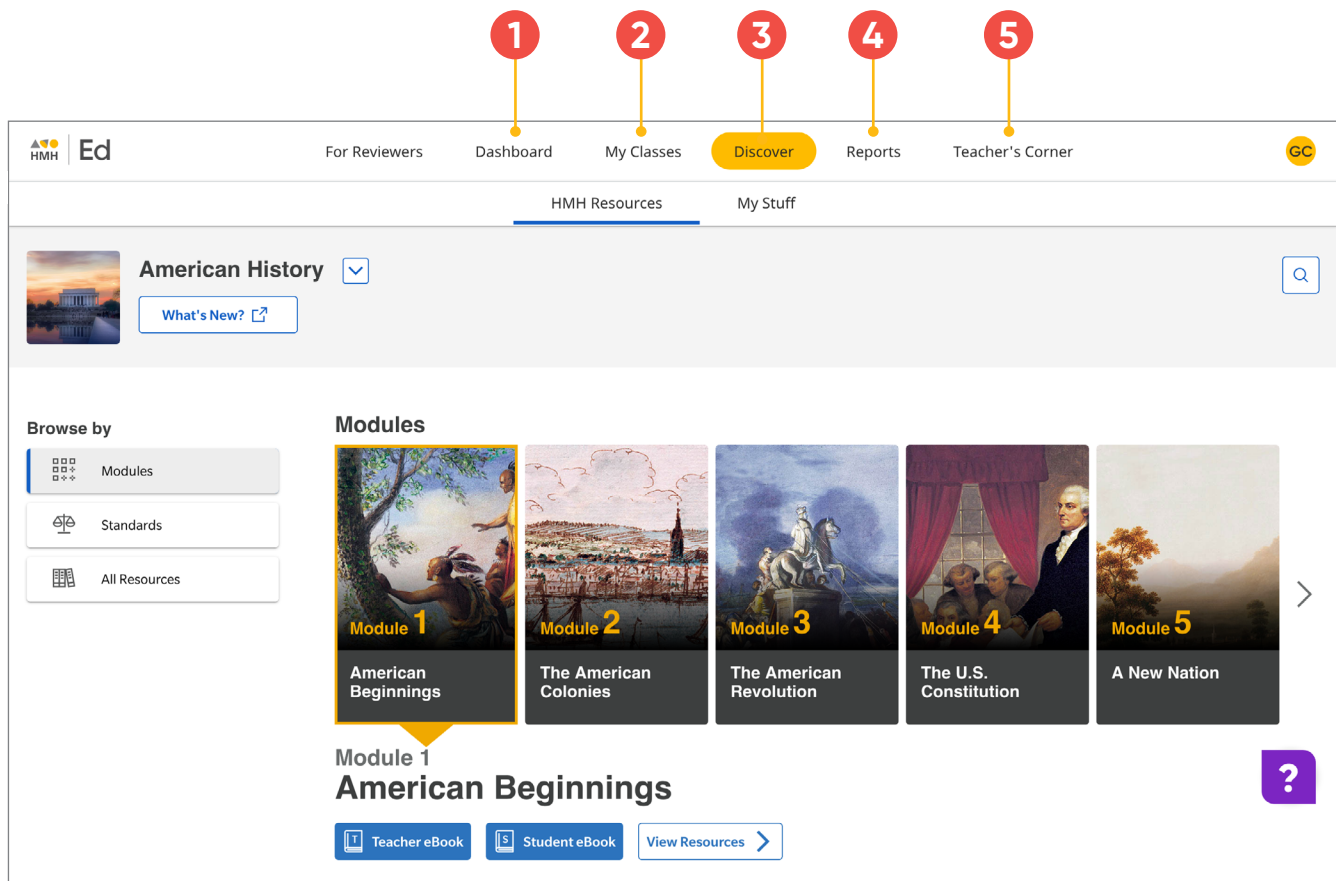 1 2 3 4 5
HMH Ed For Reviewers Dashboard My Classes Discover Reports Teacher's Corner GC
HMH Resources My Stuff
American History
What's New?
Browse by
Modules
Standards
All Resources
Modules
Module 1
American
Beginnings
Module 2
The American
Colonies
Module 3
The American
Revolution
Module 4
The U.S.
Constitution
Module 5
A New Nation
Module 1
American Beginnings
T Teacher eBook S Student eBook View Resources
?